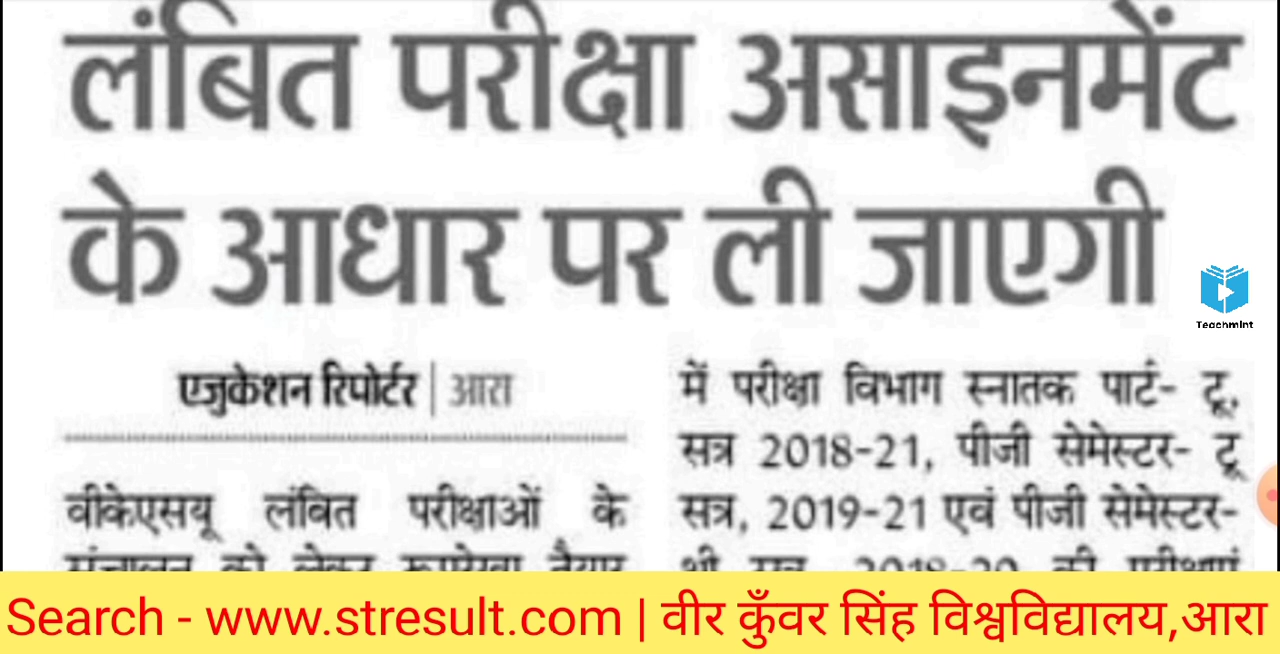 लंबित परीक्षा असाइनमेंट
के आधार पर ली जाएगी
Teachmint
एजुकेशन रिपोर्टर | आरा
वीकेएसयू लंबित परीक्षाओं के
में परीक्षा विभाग स्नातक पार्ट- टू,
सत्र 2018-21, पीजी सेमेस्टर- टू
सत्र, 2019-21 एवं पीजी सेमेस्टर-
Search - www.stresult.com | वीर कुँवर सिंह विश्वविद्यालय,आरा